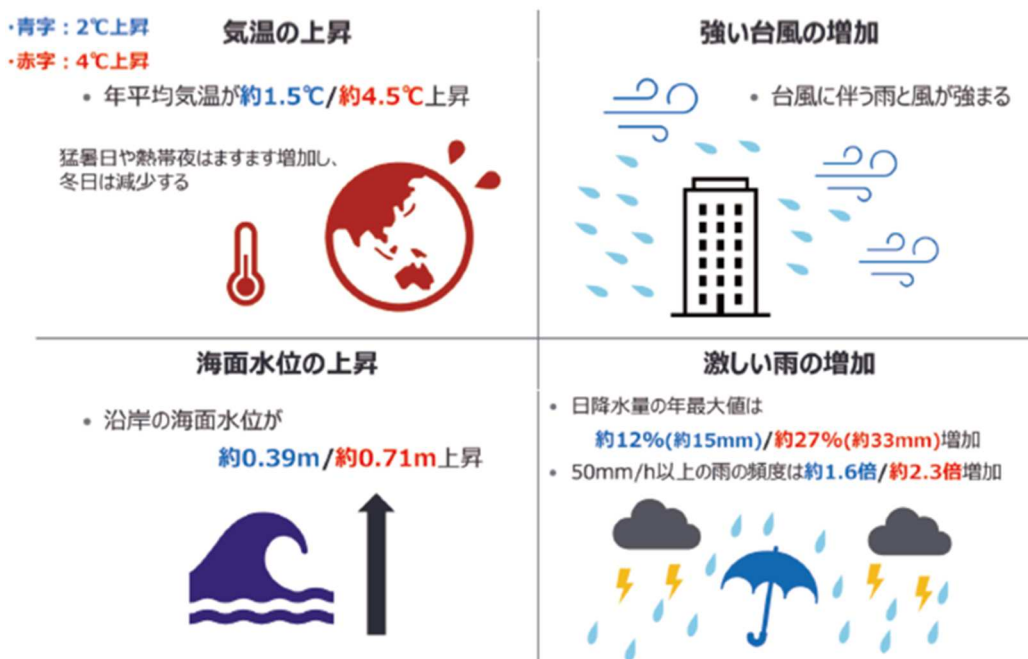 ・青字：2℃上昇
・赤字：4℃上昇
気温の上昇
• 年平均気温が約1.5℃/約4.5℃上昇
猛暑日や熱帯夜はますます増加し、
冬日は減少する
強い台風の増加
• 台風に伴う雨と風が強まる
海面水位の上昇
• 沿岸の海面水位が
約0.39m/約0.71m上昇
激しい雨の増加
• 日降水量の年最大値は
約12%(約15mm)/約27%(約33mm)増加
• 50mm/h以上の雨の頻度は約1.6倍/約2.3倍増加